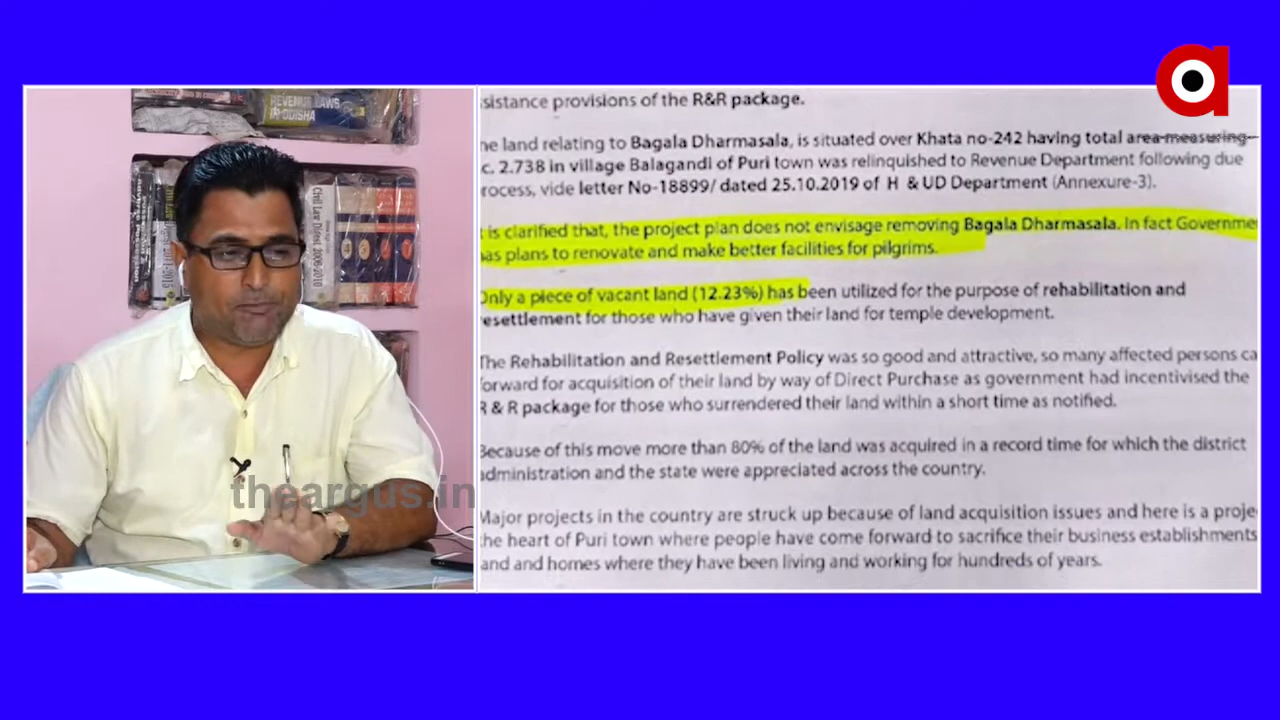 REVENUE LAWS
IN ODISHA
Civil Law Digest 2006-2010
theargus.in
ssistance provisions of the R&R package.
he land relating to Bagala Dharmasala, is situated over Khata no-242 having total area measuring
c. 2.738 in village Balagandi of Puri town was relinquished to Revenue Department following due
rocess, vide letter No-18899/ dated 25.10.2019 of H & UD Department (Annexure-3).
t is clarified that, the project plan does not envisage removing Bagala Dharmasala. In fact Governme
as plans to renovate and make better facilities for pilgrims.
Only a piece of vacant land (12.23%) has been utilized for the purpose of rehabilitation and
esettlement for those who have given their land for temple development.
The Rehabilitation and Resettlement Policy was so good and attractive, so many affected persons ca
forward for acquisition of their land by way of Direct Purchase as government had incentivised the
R & R package for those who surrendered their land within a short time as notified.
Because of this move more than 80% of the land was acquired in a record time for which the district
administration and the state were appreciated across the country.
Major projects in the country are struck up because of land acquisition issues and here is a proje
the heart of Puri town where people have come forward to sacrifice their business establishments
and and homes where they have been living and working for hundreds of years.
a